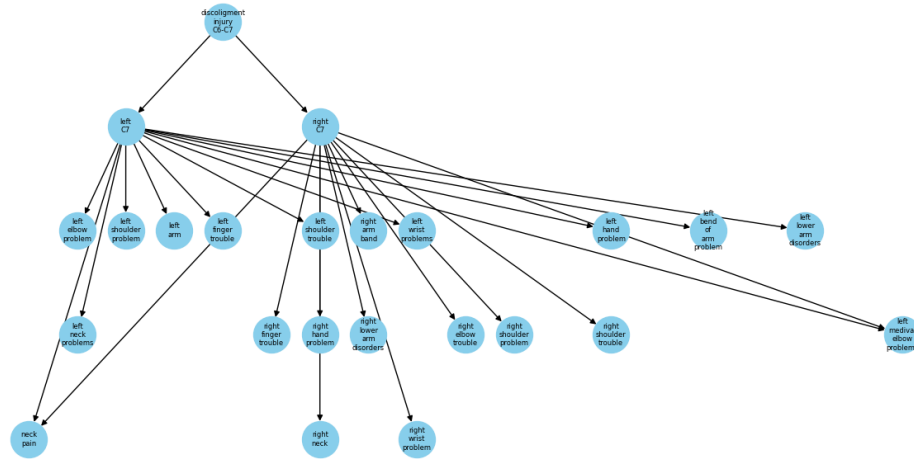 discoligment
injury
C6-C7
left
C7
right
C7
left
elbow
problem
left
shoulder
problem
left
arm
left
finger
trouble
left
shoulder
trouble
right
arm
band
left
wrist
problems
left
hand
problem
left
bend
of
arm
problem
left
lower
arm
disorders
left
neck
problems
right
finger
trouble
right
hand
problem
right
lower
arm
disorders
right
elbow
trouble
right
shoulder
problem
right
shoulder
trouble
left
elbow
neck
pain
right
neck
right
wrist
problem